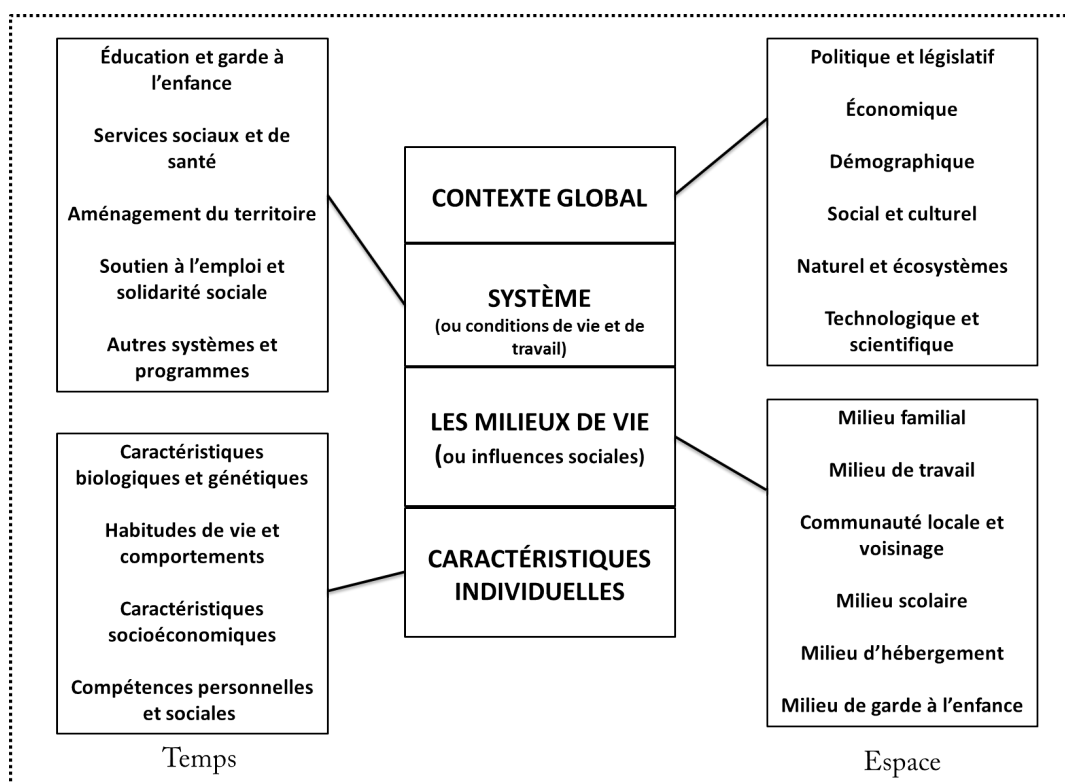 Éducation et garde à
l’enfance
Services sociaux et de
santé
Aménagement du territoire
Soutien à l’emploi et
solidarité sociale
Autres systèmes et
programmes
Caractéristiques
biologiques et génétiques
Habitudes de vie et
comportements
Caractéristiques
socioéconomiques
Compétences personnelles
et sociales
Temps
CONTEXTE GLOBAL
SYSTÈME
(ou conditions de vie et de
travail)
LES MILIEUX DE VIE
(ou influences sociales)
CARACTÉRISTIQUES
INDIVIDUELLES
Politique et législatif
Économique
Démographique
Social et culturel
Naturel et écosystèmes
Technologique et
scientifique
Milieu familial
Milieu de travail
Communauté locale et
voisinage
Milieu scolaire
Milieu d’hébergement
Milieu de garde à l’enfance
Espace